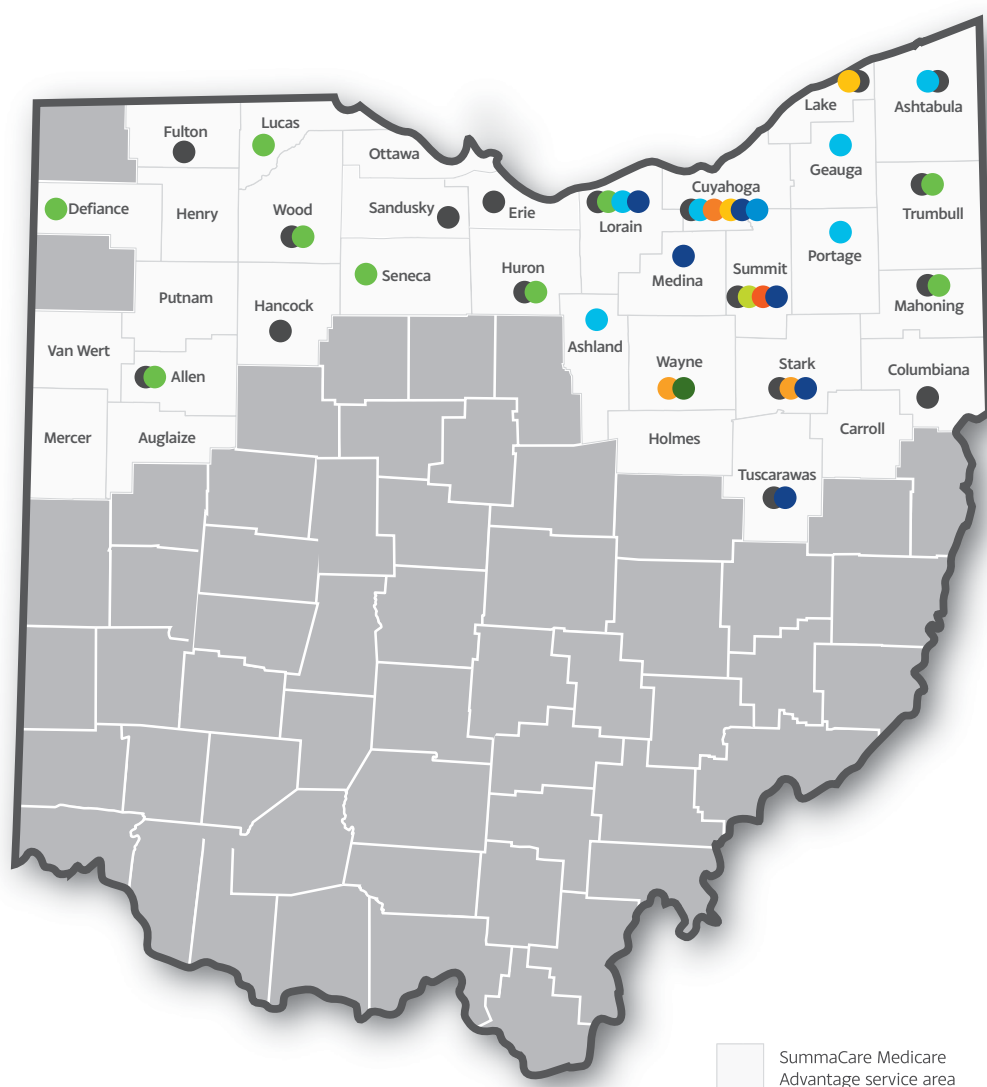 Lake
Ashtabula
Fulton
Lucas
Ottawa
Geauga
Defiance
Henry
Wood
Sandusky
Erie
Lorain
Cuyahoga
Trumbull
Seneca
Huron
Medina
Summit
Portage
Putnam
Hancock
Mahoning
Van Wert
Allen
Ashland
Wayne
Stark
Columbiana
Mercer
Auglaize
Holmes
Carroll
Tuscarawas
SummaCare Medicare
Advantage service area